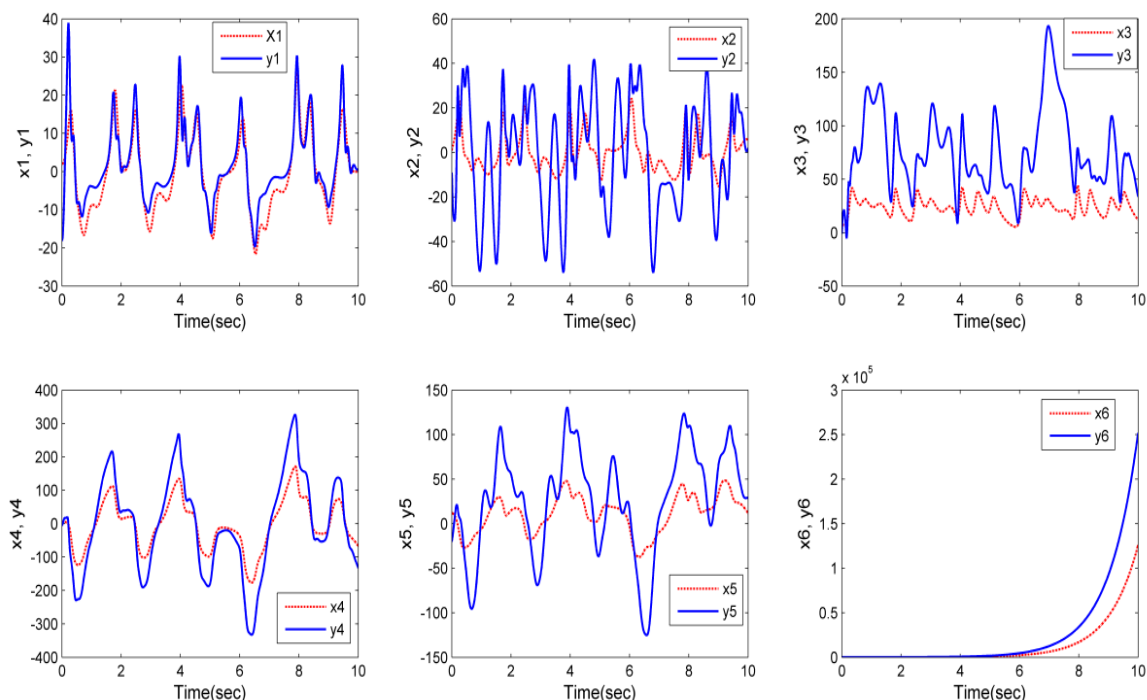 40
30
20
10
0
-10
-20
-30
x1, y1
X1
y1
0 2 4 6 8 10
Time(sec)
60
40
20
0
-20
-40
-60
x2, y2
x2
y2
0 2 4 6 8 10
Time(sec)
200
150
100
50
0
-50
x3, y3
x3
y3
0 2 4 6 8 10
Time(sec)
400
300
200
100
0
-100
-200
-300
-400
x4, y4
x4
y4
0 2 4 6 8 10
Time(sec)
150
100
50
0
-50
-100
-150
x5, y5
x5
y5
0 2 4 6 8 10
Time(sec)
x 10^5
3
2.5
2
1.5
1
0.5
0
x6, y6
x6
y6
0 2 4 6 8 10
Time(sec)